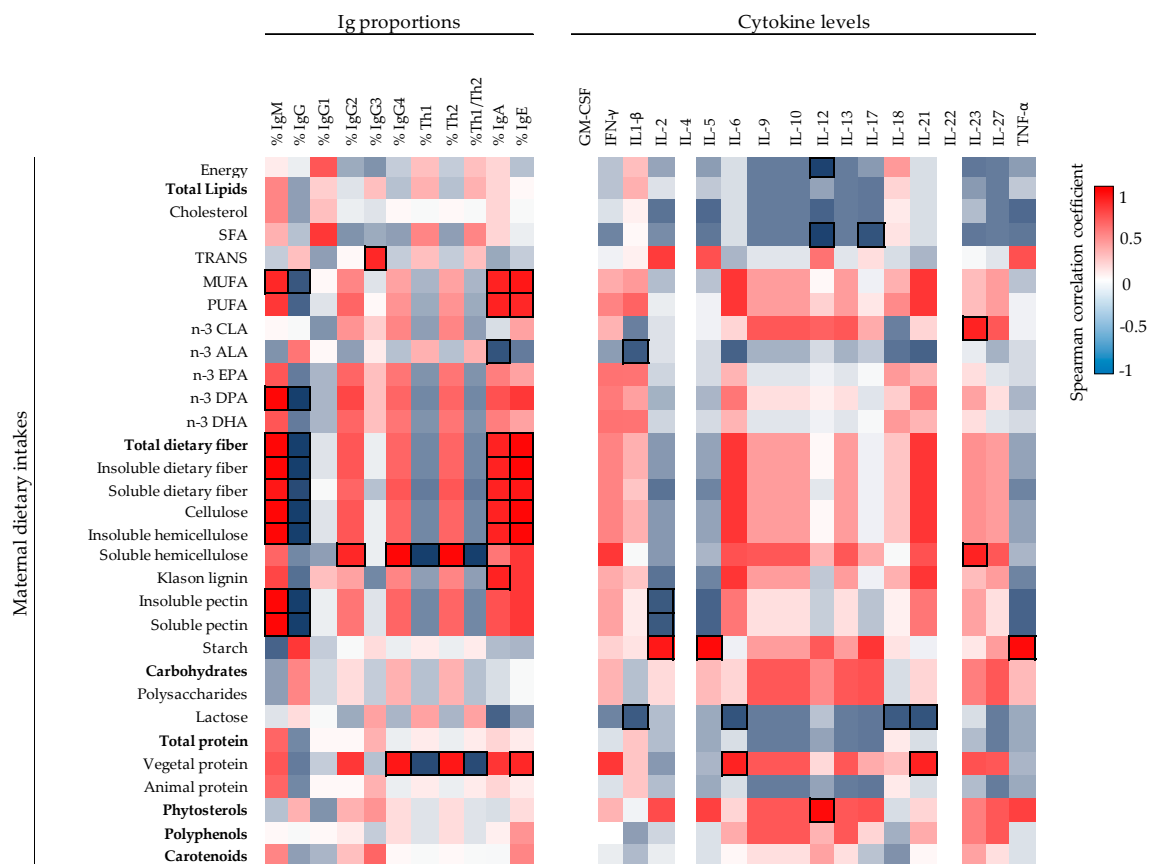 Ig proportions
Cytokine levels
% IgM
% IgG
% IgG1
% IgG2
% IgG3
% IgG4
% Th1
% Th2
%Th1/Th2
% IgA
% IgE
GM-CSF
IFN-γ
IL1-β
IL-2
IL-4
IL-5
IL-6
IL-9
IL-10
IL-12
IL-13
IL-17
IL-18
IL-21
IL-22
IL-23
IL-27
TNF-α
Maternal dietary intakes
Energy
Total Lipids
Cholesterol
SFA
TRANS
MUFA
PUFA
n-3 CLA
n-3 ALA
n-3 EPA
n-3 DPA
n-3 DHA
Total dietary fiber
Insoluble dietary fiber
Soluble dietary fiber
Cellulose
Insoluble hemicellulose
Soluble hemicellulose
Klason lignin
Insoluble pectin
Soluble pectin
Starch
Carbohydrates
Polysaccharides
Lactose
Total protein
Vegetal protein
Animal protein
Phytosterols
Polyphenols
Carotenoids
Spearman correlation coefficient
1
0.5
0
-0.5
-1